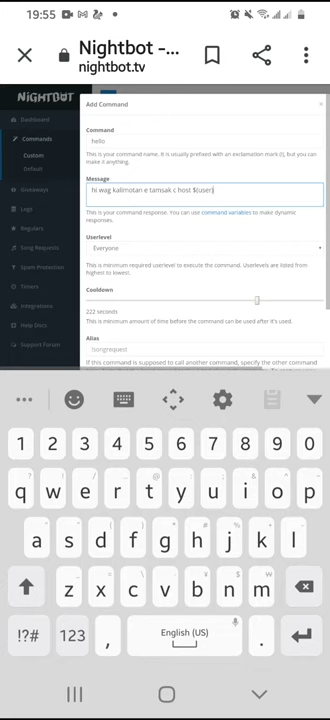 19:55
Nightbot -...
nightbot.tv
NIGHTBOT
Dashboard
Commands
Custom
Default
Giveaways
Logs
Regulars
Song Requests
Spam Protection
Timers
Integrations
Help Docs
Support Forum
Add Command
×
Command
hello
This is your command name. It is usually prefixed with an exclamation mark (!), but you can
make it anything.
Message
hi wag kalimotan e tamsak c host $(user)
This is your command response. You can use command variables to make dynamic
responses.
Userlevel
Everyone
This is minimum required userlevel to execute the command. Userlevels are listed from
highest to lowest.
Cooldown
222 seconds
This is minimum amount of time before the command can be used after it's used.
Alias
!songrequest
If this command is supposed to call another command, specify the other command
1 2 3 4 5 6 7 8 9 0
q w e r t y u i o p
a s d f g h j k l
z x c v b n m
!?# 123 , English (US) .